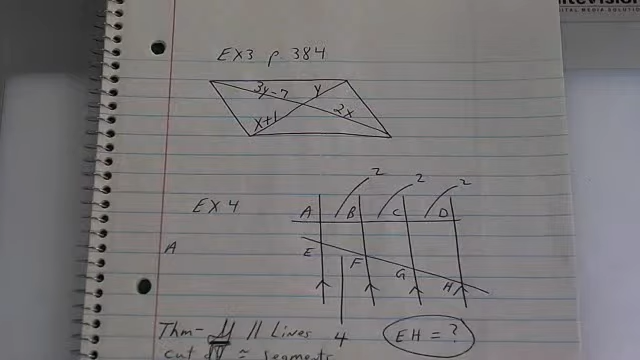 EX3 p. 384
3y-7
y
x+1
2x
2 2 2
EX 4
A B C D
A
E F G H
Thm- // Lines 4 EH = ?
cut ≅ segments